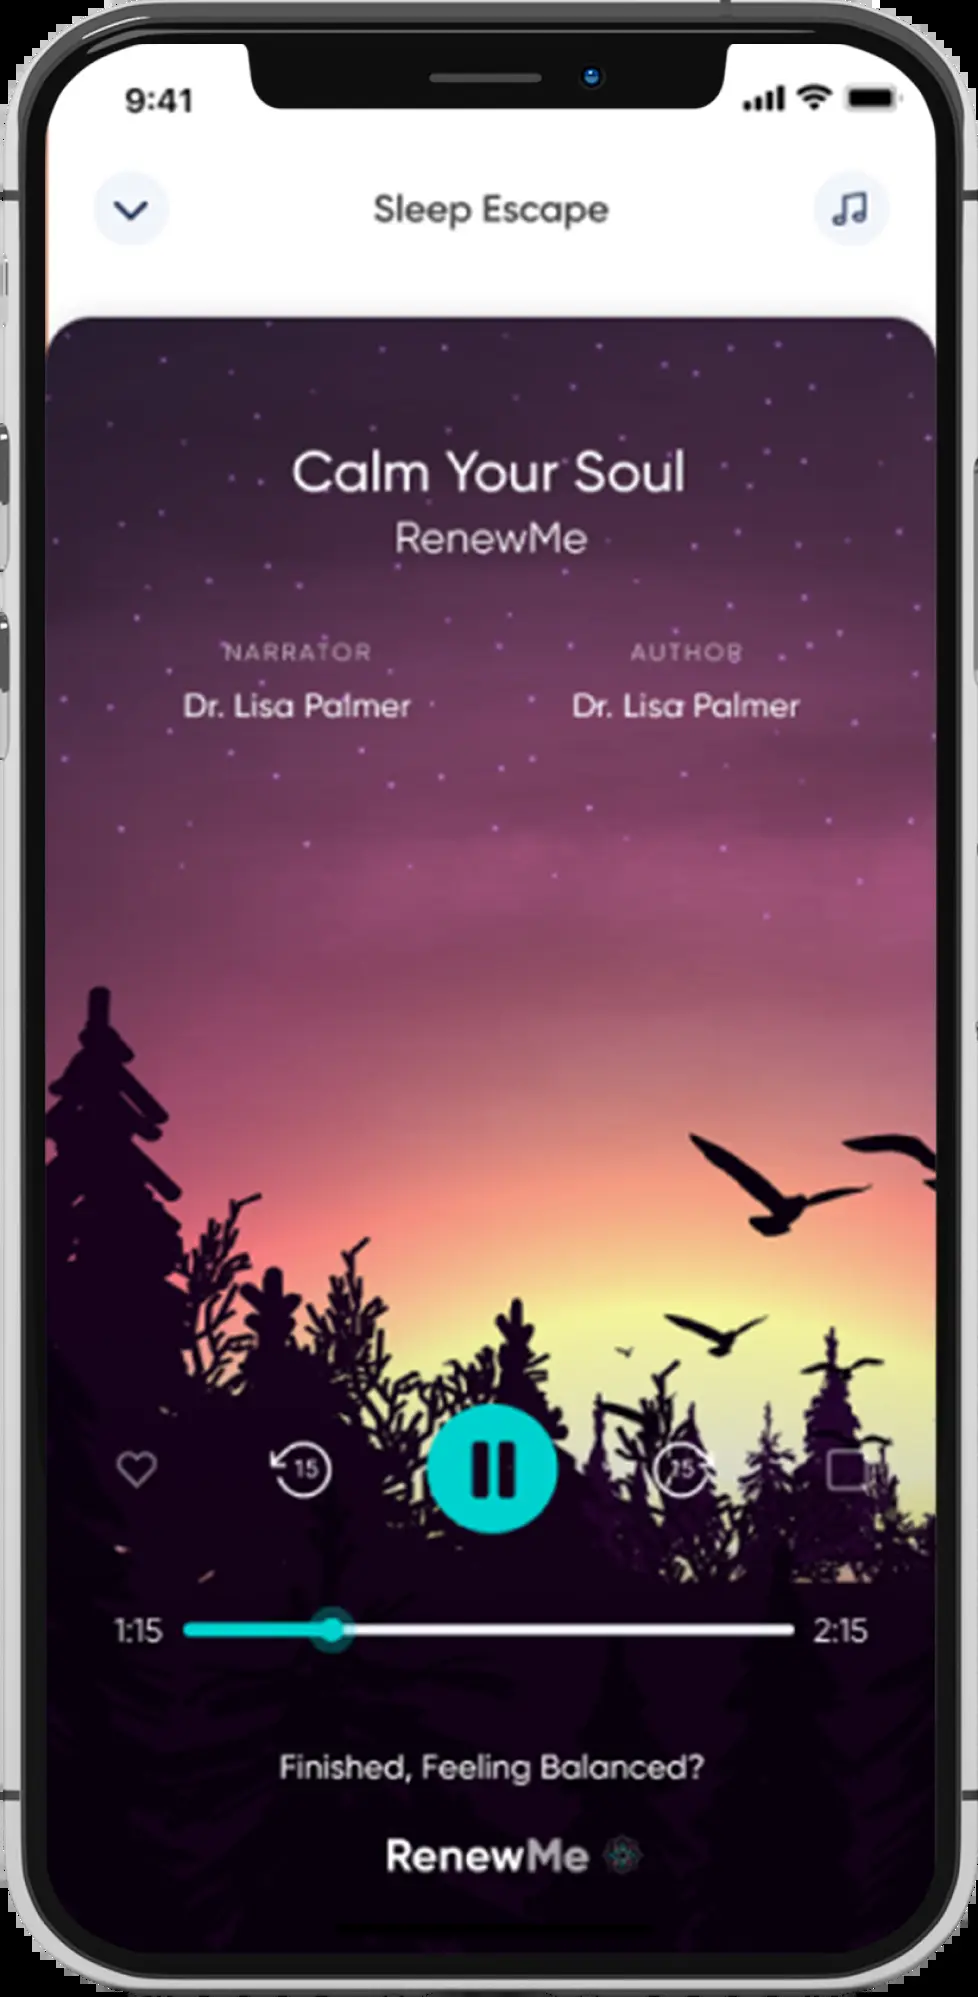 9:41
Sleep Escape
Calm Your Soul
RenewMe
NARRATOR AUTHOR
Dr. Lisa Palmer Dr. Lisa Palmer
15 15
1:15 2:15
Finished, Feeling Balanced?
RenewMe